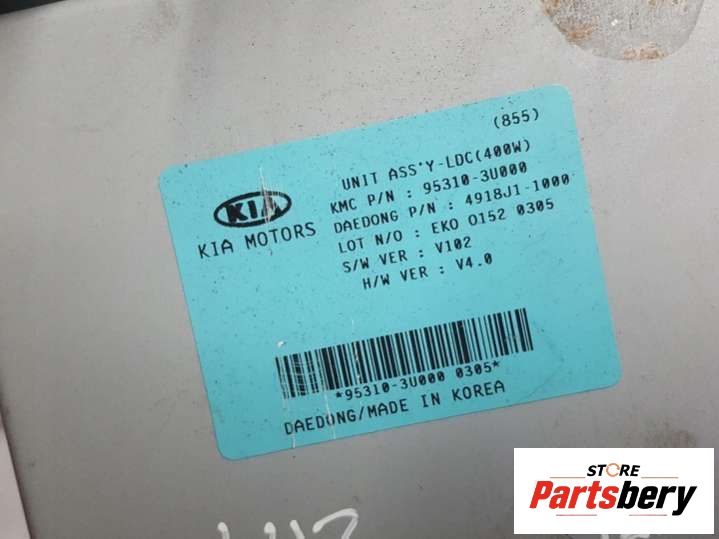 (855)
UNIT ASS'Y-LDC(400W)
KMC P/N : 95310-3U000
DAEDONG P/N : 4918J1-1000
LOT N/O : EKO 0152 0305
S/W VER : V102
H/W VER : V4.0
KIA
KIA MOTORS
*95310-3U000 0305*
DAEDONG/MADE IN KOREA
STORE
Partsbery